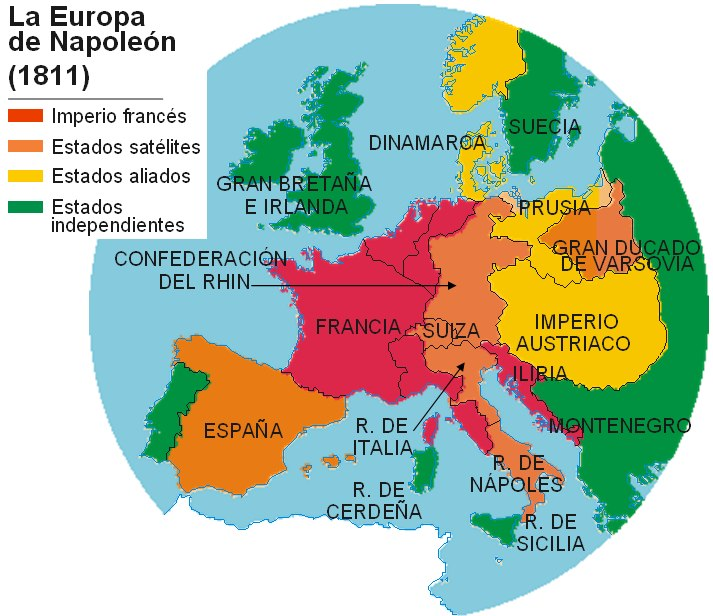 La Europa
de Napoleón
(1811)
Imperio francés
Estados satélites
Estados aliados
Estados
independientes
DINAMARCA
SUECIA
GRAN BRETAÑA
E IRLANDA
PRUSIA
GRAN DUCADO
DE VARSOVIA
CONFEDERACIÓN
DEL RHIN
FRANCIA
SUIZA
IMPERIO
AUSTRIACO
ILIRIA
MONTENEGRO
ESPAÑA
R. DE
ITALIA
R. DE
NÁPOLES
R. DE
CERDEÑA
R. DE
SICILIA